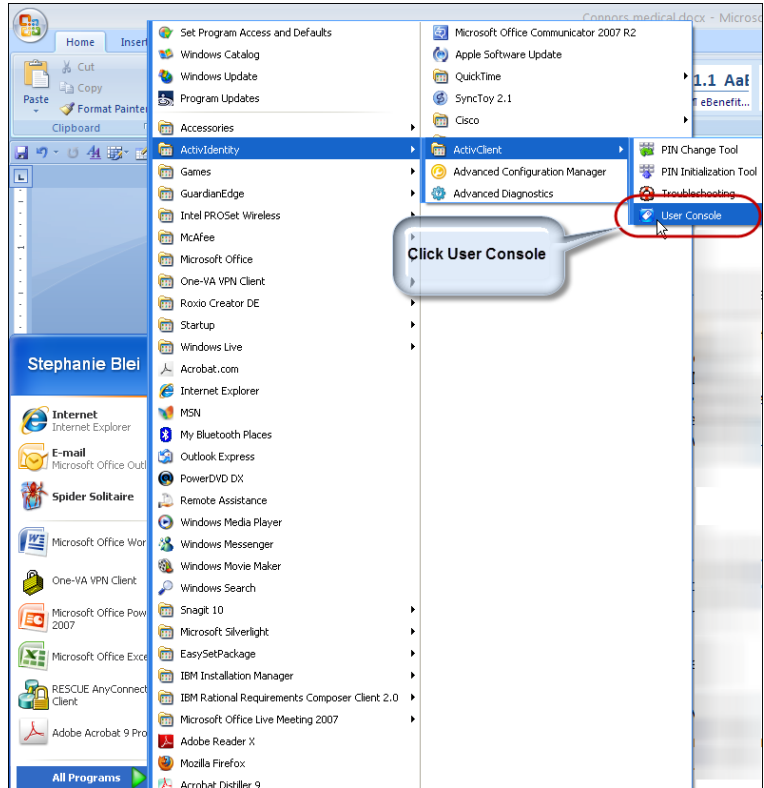 Connors medical.docx - Micros
Home
Insert
Cut
Copy
Paste
Format Painter
Clipboard
1.1 Aal
¶ eBenefit...
Set Program Access and Defaults
Windows Catalog
Windows Update
Program Updates
Accessories
ActivIdentity
Games
GuardianEdge
Intel PROSet Wireless
McAfee
Microsoft Office
One-VA VPN Client
Roxio Creator DE
Startup
Windows Live
Acrobat.com
Internet Explorer
MSN
My Bluetooth Places
Outlook Express
PowerDVD DX
Remote Assistance
Windows Media Player
Windows Messenger
Windows Movie Maker
Windows Search
Snagit 10
Microsoft Silverlight
EasySetPackage
IBM Installation Manager
IBM Rational Requirements Composer Client 2.0
Microsoft Office Live Meeting 2007
Adobe Reader X
Mozilla Firefox
Acrobat Distiller 9
Microsoft Office Communicator 2007 R2
Apple Software Update
QuickTime
SyncToy 2.1
Cisco
ActivClient
Advanced Configuration Manager
Advanced Diagnostics
PIN Change Tool
PIN Initialization Tool
Troubleshooting
User Console
Click User Console
Stephanie Blei
Internet
Internet Explorer
E-mail
Microsoft Office Outl
Spider Solitaire
Microsoft Office Wor
One-VA VPN Client
Microsoft Office Pow
2007
Microsoft Office Exce
RESCUE AnyConnect
Client
Adobe Acrobat 9 Pro
All Programs